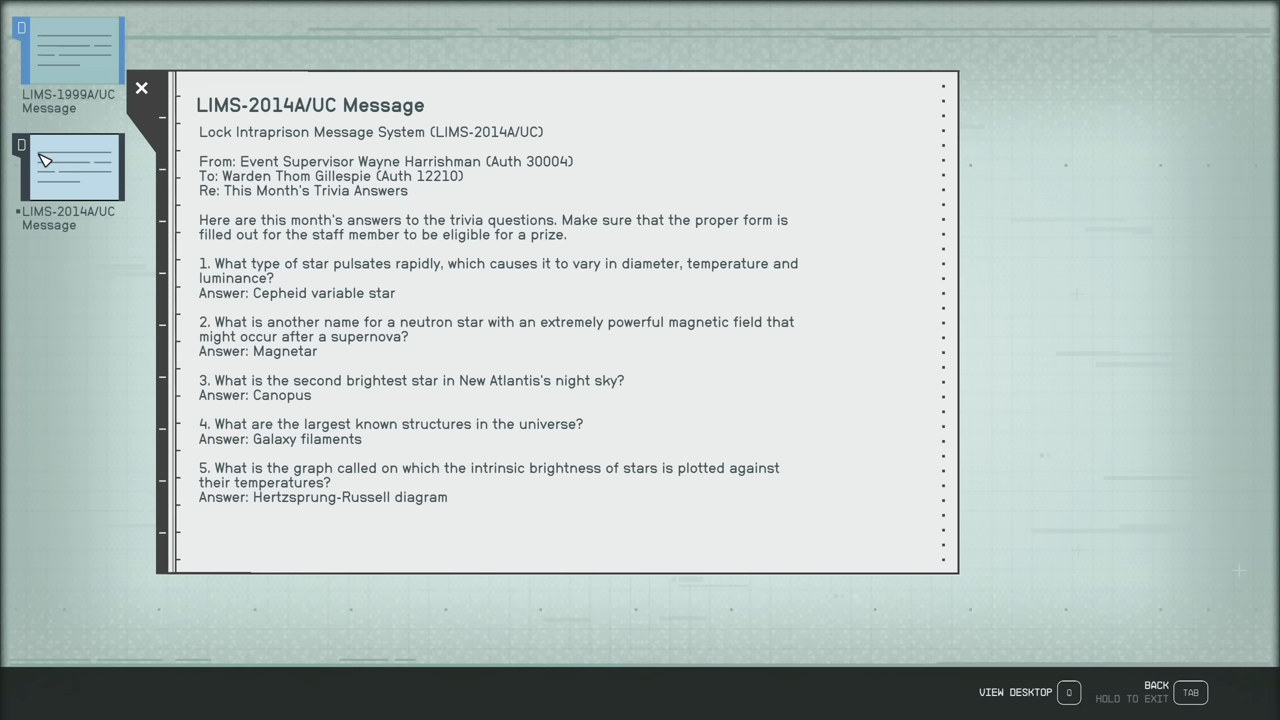 D
LIMS-1999A/UC
Message
D
LIMS-2014A/UC
Message
LIMS-2014A/UC Message
Lock Intraprison Message System (LIMS-2014A/UC)
From: Event Supervisor Wayne Harrishman (Auth 30004)
To: Warden Thom Gillespie (Auth 12210)
Re: This Month's Trivia Answers
Here are this month's answers to the trivia questions. Make sure that the proper form is
filled out for the staff member to be eligible for a prize.
1. What type of star pulsates rapidly, which causes it to vary in diameter, temperature and
luminance?
Answer: Cepheid variable star
2. What is another name for a neutron star with an extremely powerful magnetic field that
might occur after a supernova?
Answer: Magnetar
3. What is the second brightest star in New Atlantis's night sky?
Answer: Canopus
4. What are the largest known structures in the universe?
Answer: Galaxy filaments
5. What is the graph called on which the intrinsic brightness of stars is plotted against
their temperatures?
Answer: Hertzsprung-Russell diagram
VIEW DESKTOP Q
BACK
HOLD TO EXIT TAB